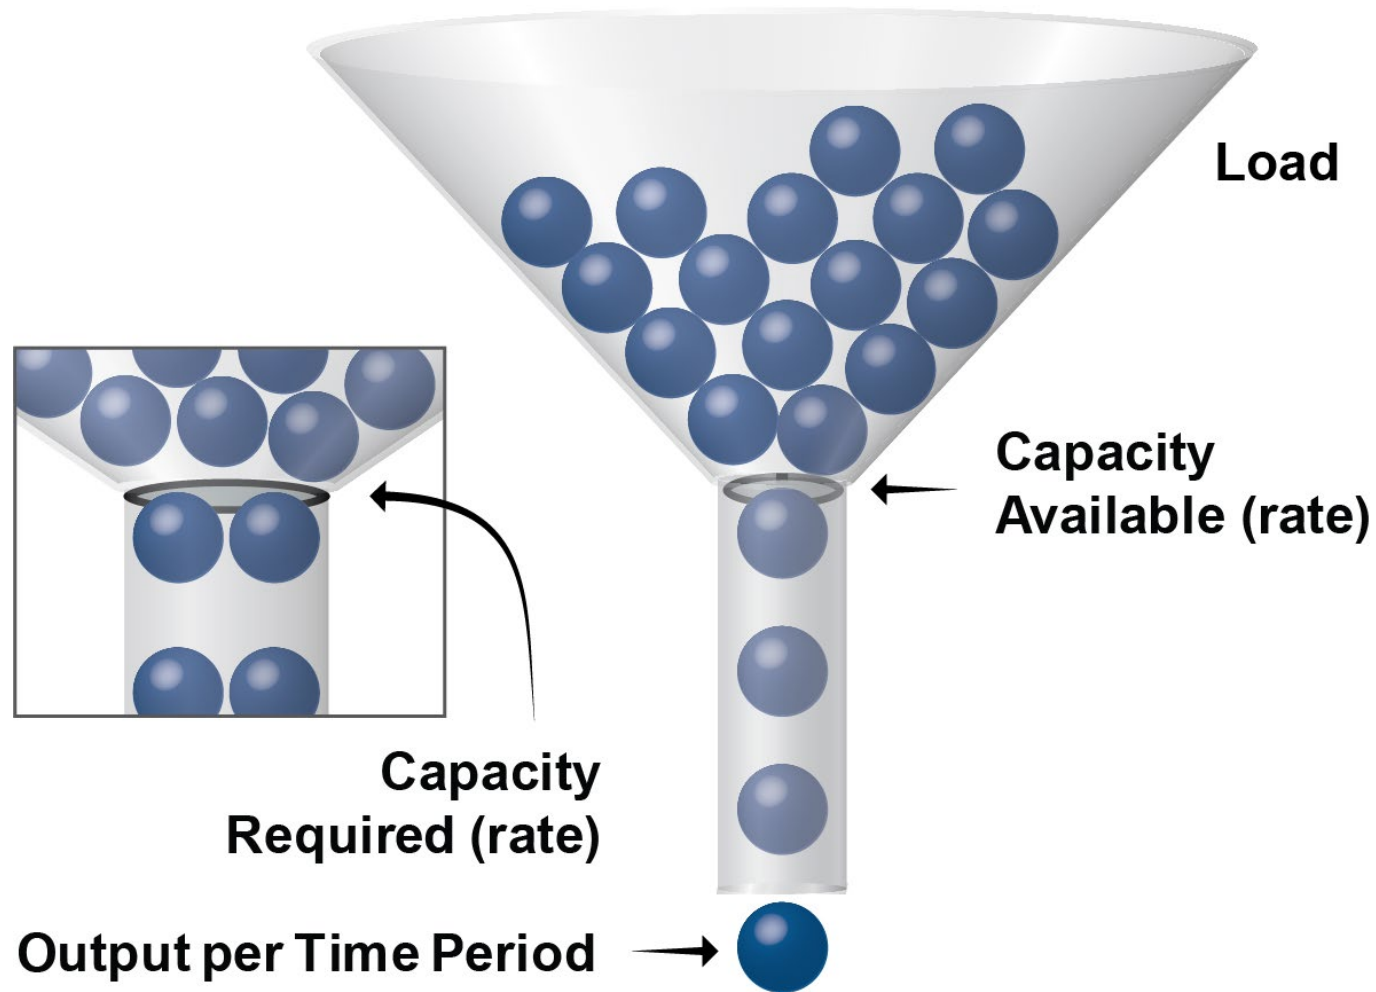 Load
Capacity
Available (rate)
Capacity
Required (rate)
Output per Time Period